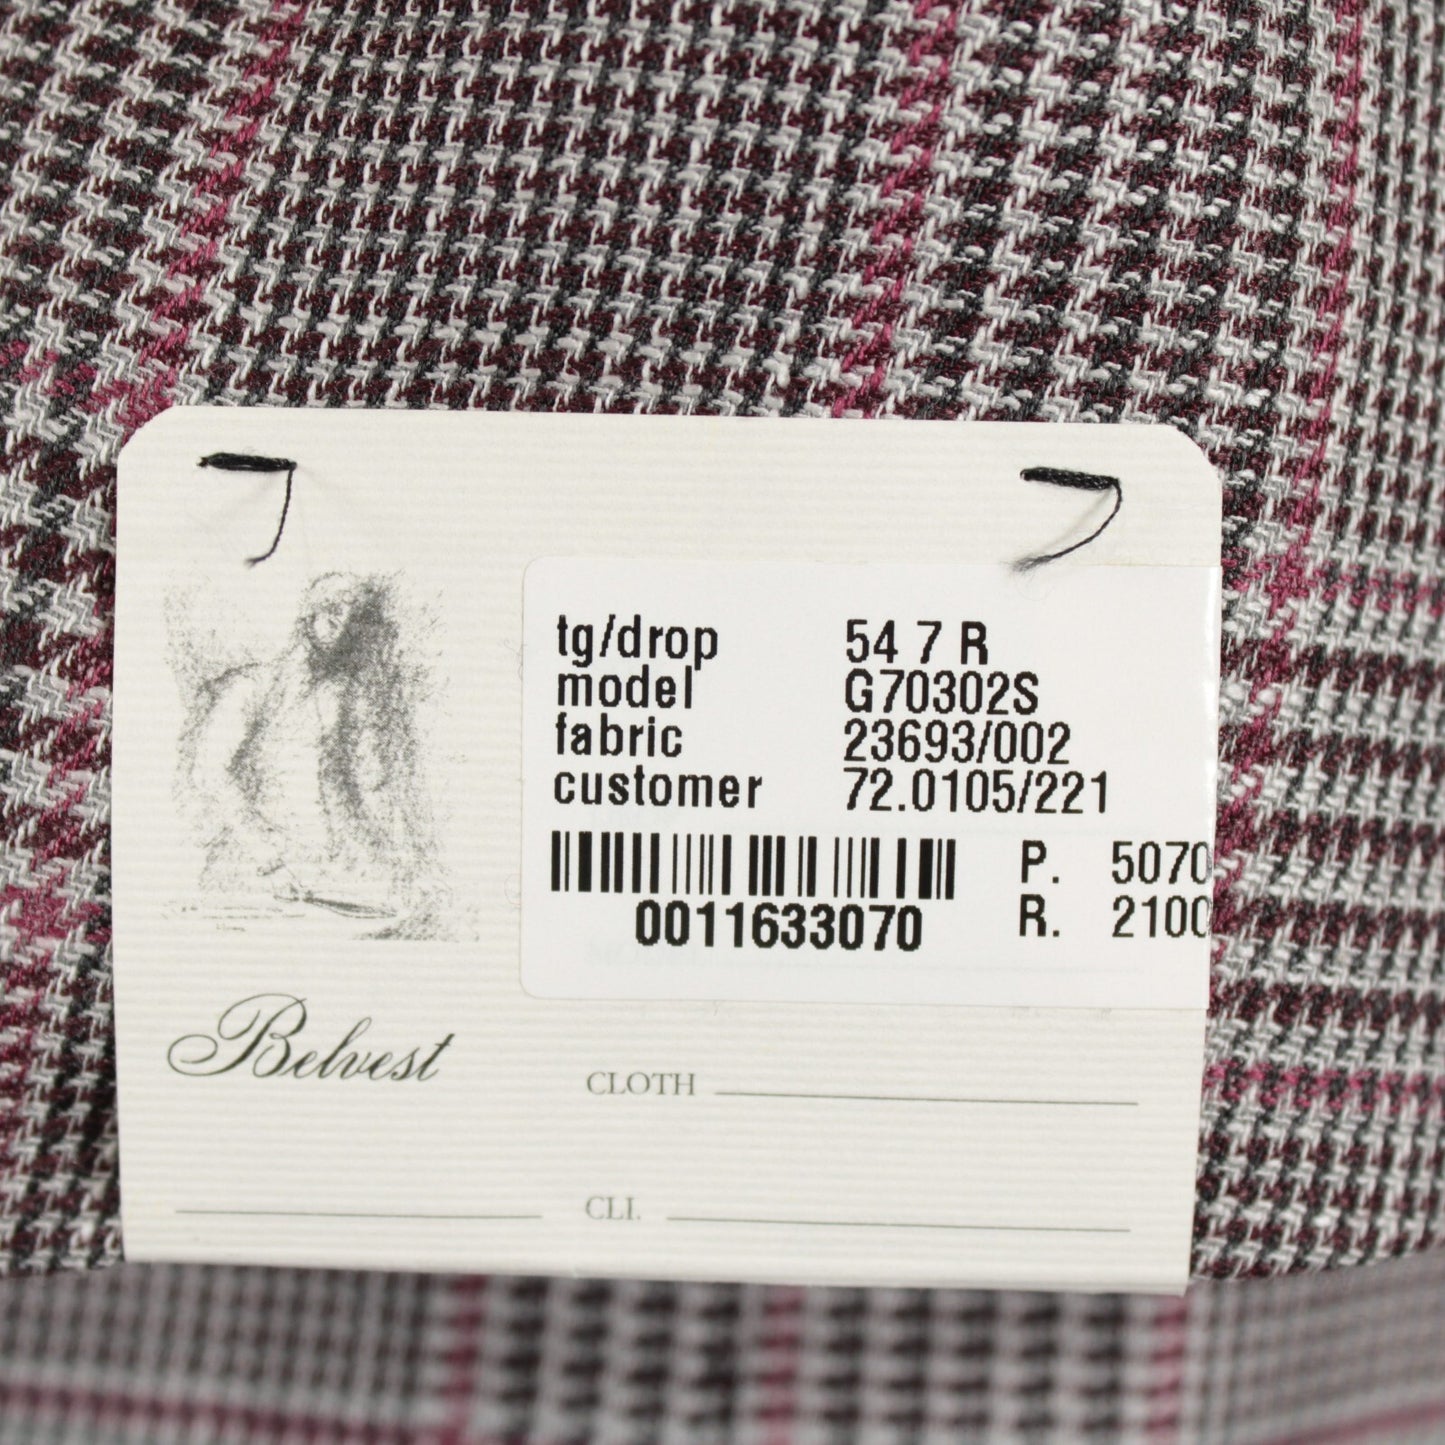 tg/drop 54 7 R
model G70302S
fabric 23693/002
customer 72.0105/221
P. 5070
R. 2100
0011633070
Belvest
CLOTH
CLI.